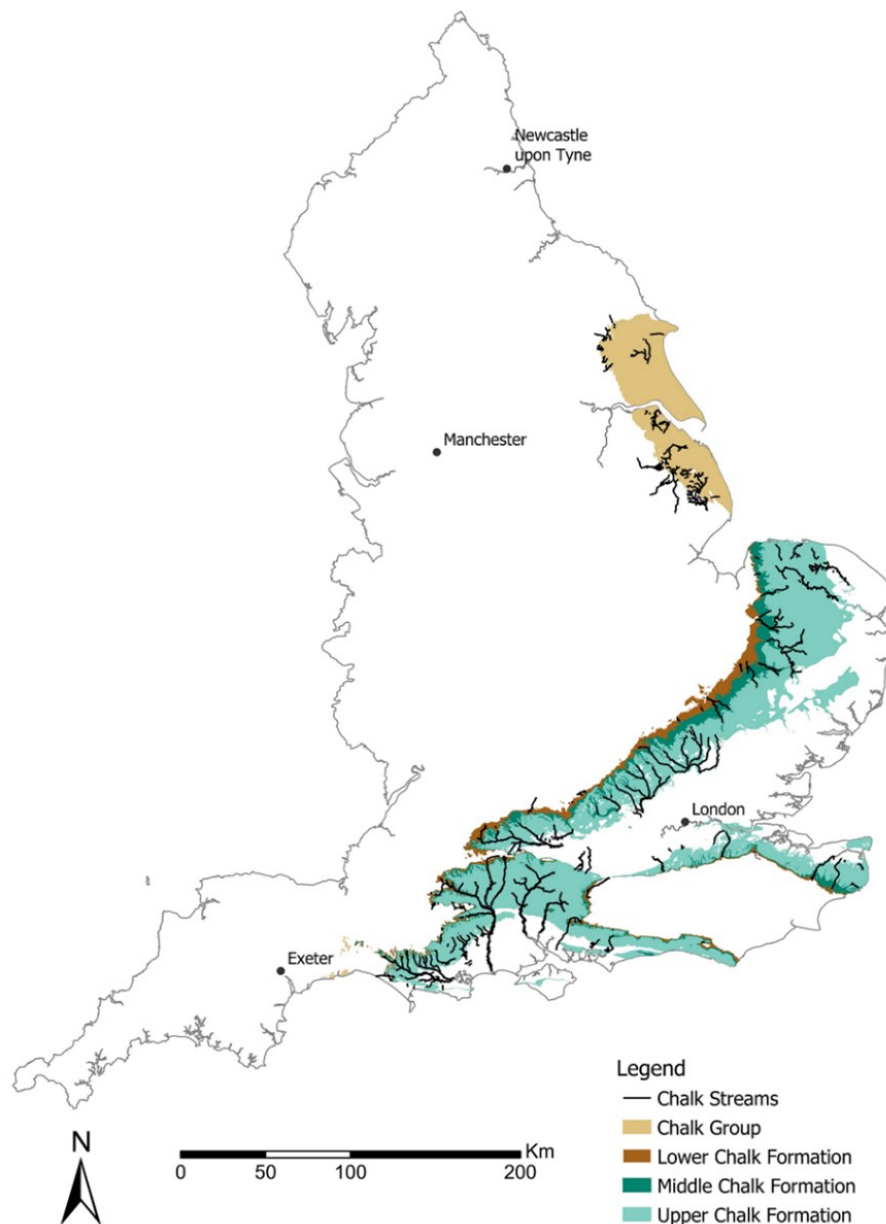 Newcastle
upon Tyne
Manchester
London
Exeter
Legend
Chalk Streams
Chalk Group
Lower Chalk Formation
Middle Chalk Formation
Upper Chalk Formation
N
Km
0 50 100 200